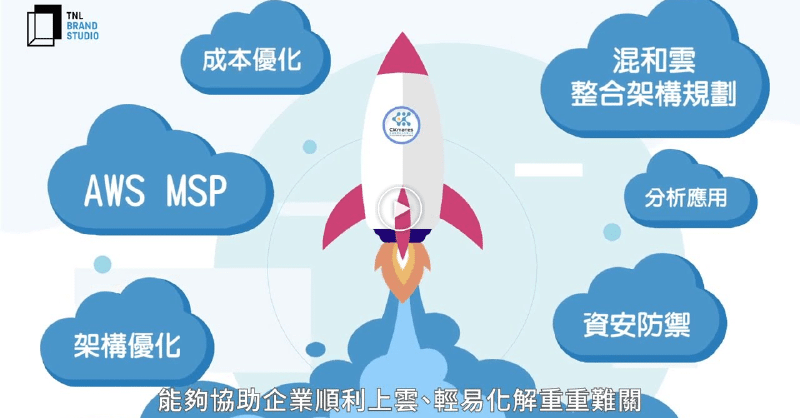 TNL
BRAND
STUDIO
成本優化
混和雲
整合架構規劃
AWS MSP
分析應用
架構優化
資安防禦
能夠協助企業順利上雲、輕易化解重重難關